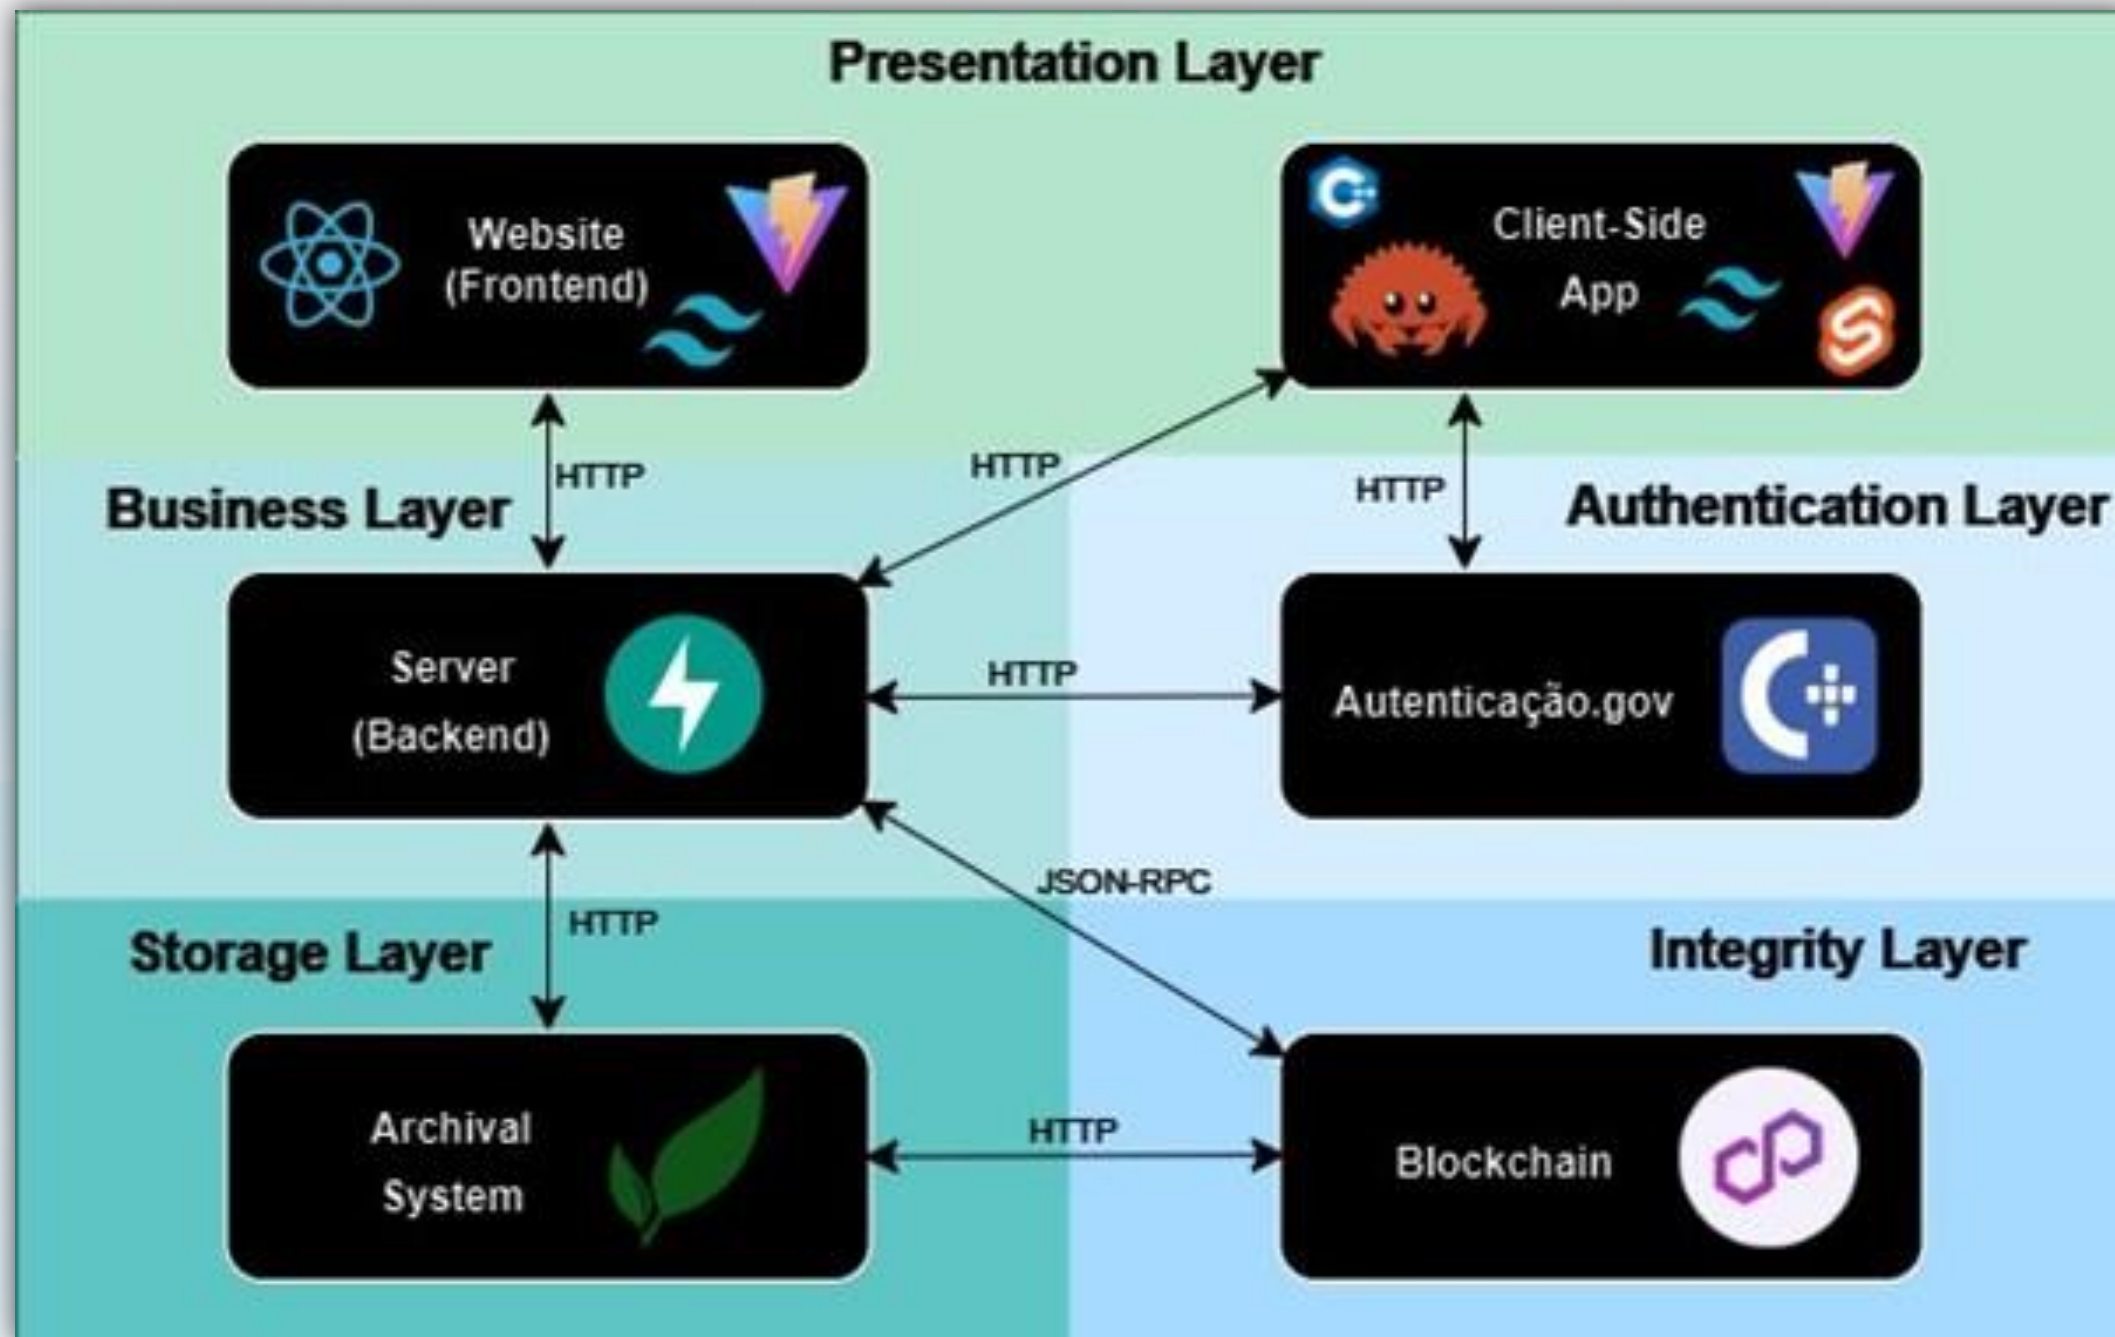 Presentation Layer
Website
(Frontend)
Client-Side
App
HTTP
HTTP
HTTP
Business Layer
Authentication Layer
Server
(Backend)
HTTP
Autenticação.gov
JSON-RPC
HTTP
Storage Layer
Integrity Layer
Archival
System
HTTP
Blockchain